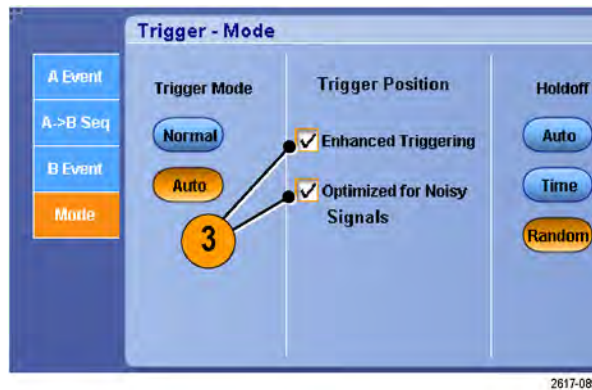 Trigger - Mode
A Event
A->B Seq
B Event
Mode
Trigger Mode
Normal
Auto
Trigger Position
Enhanced Triggering
Optimized for Noisy
Signals
3
Holdoff
Auto
Time
Random
2617-08